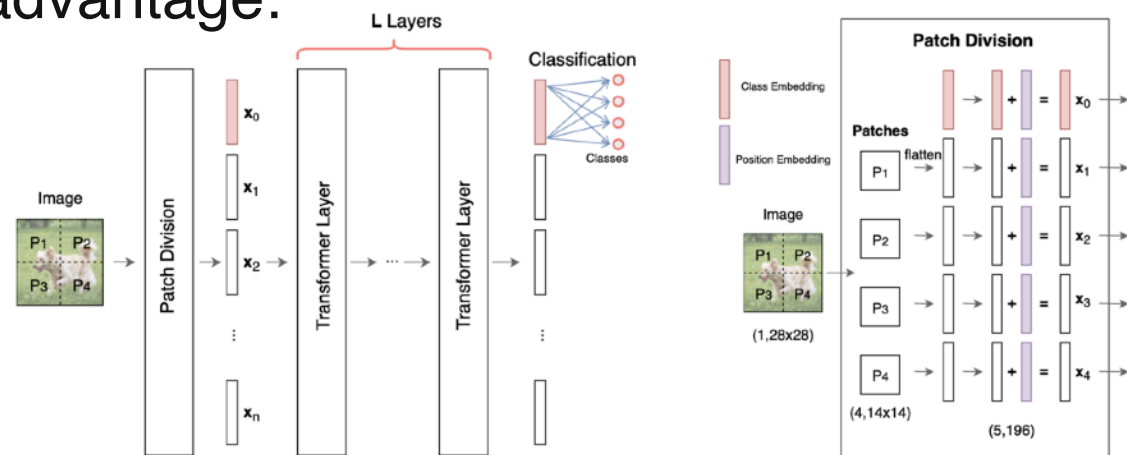 advantage.
L Layers
Classification
Classes
Image
P1 P2
P3 P4
Patch Division
x0
x1
x2
...
xn
Transformer Layer
...
Transformer Layer
...
Patch Division
Class Embedding
Position Embedding
Image
P1 P2
P3 P4
(1,28x28)
Patches
flatten
+ = x0
P1 + = x1
P2 + = x2
P3 + = x3
P4 + = x4
(4,14x14)
(5,196)